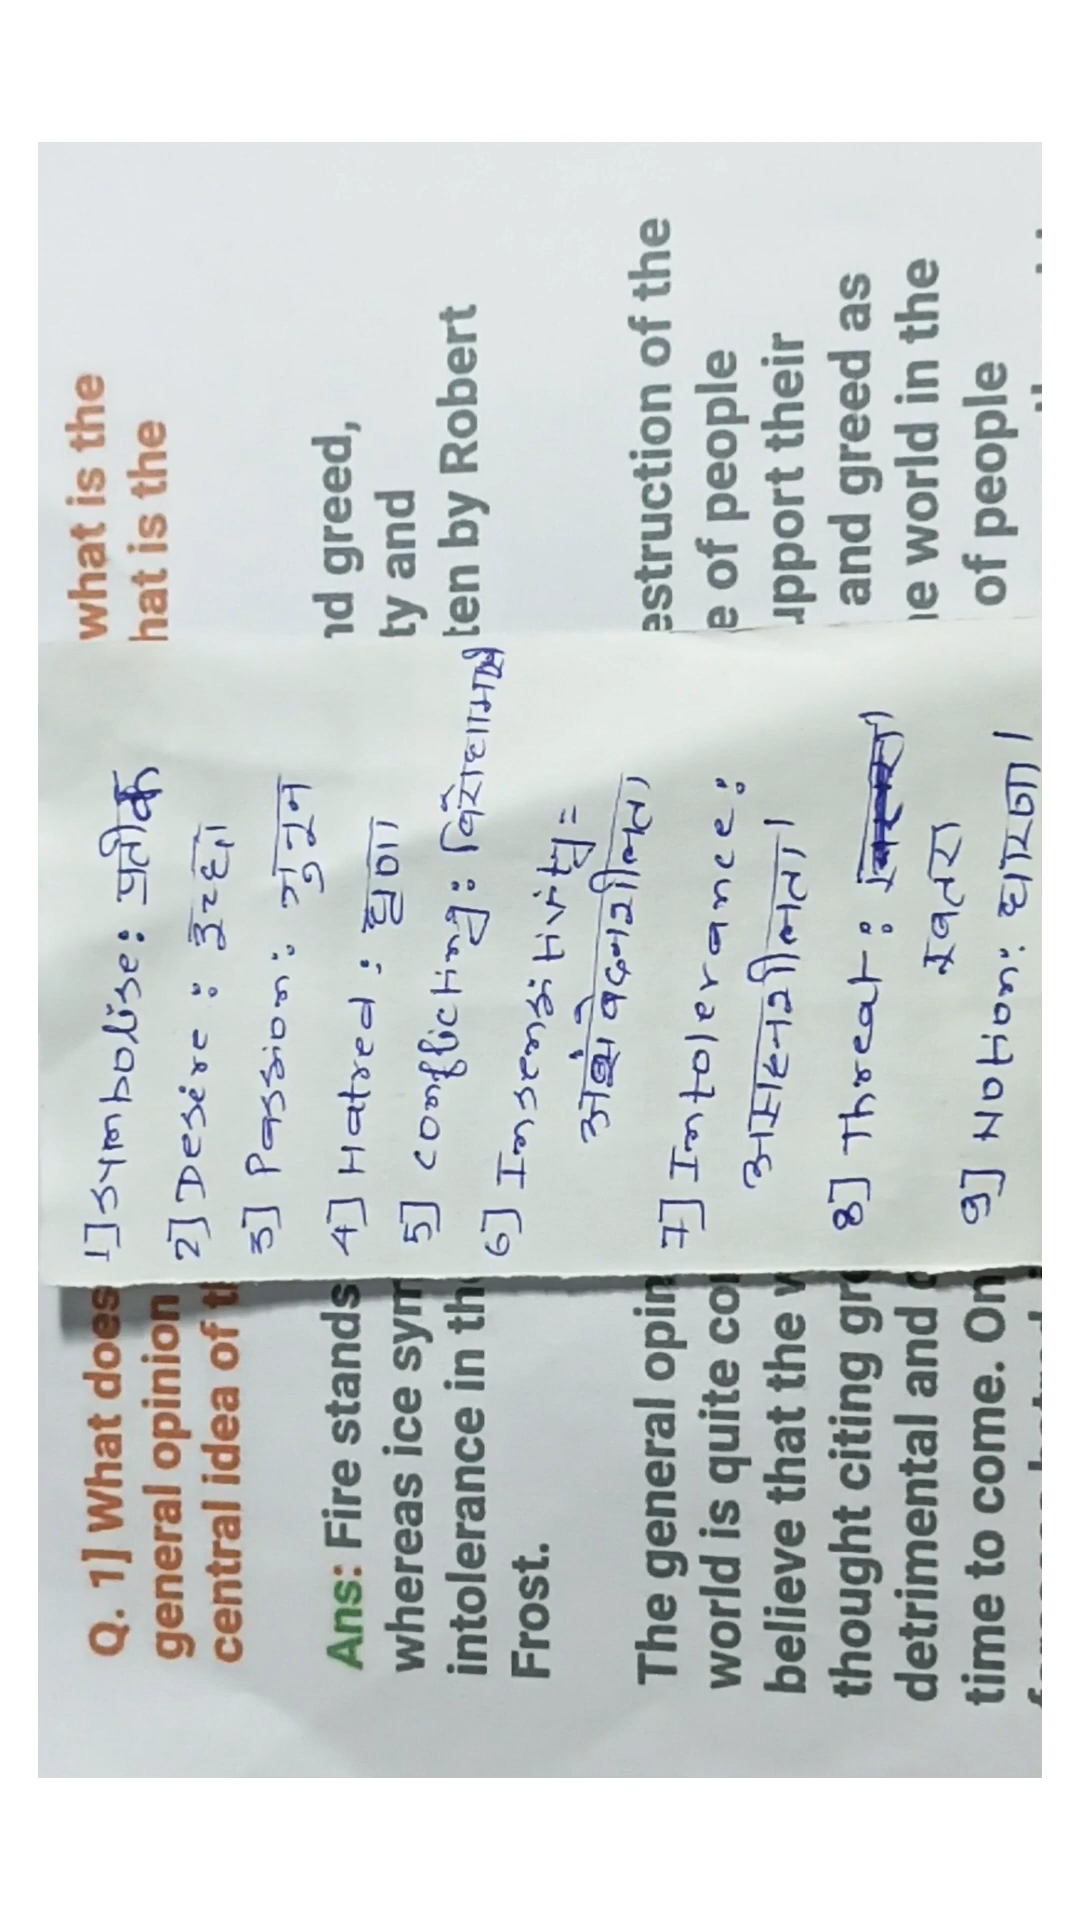 Q. 1] What does what is the
general opinion hat is the
central idea of t
Ans: Fire stands nd greed,
whereas ice sym ty and
intolerance in th ten by Robert
Frost.
The general opin estruction of the
world is quite co e of people
believe that the w upport their
thought citing gr and greed as
detrimental and he world in the
time to come. On of people
1] Symbolise: प्रतीक
2] Desire : इच्छा
3] Passion: जुनून
4] Hatred : घृणा
5] Conflicting:
6] Insensitivity:
7] Intolerance:
असहनशीलता।
8] Threat :
खतरा
9] Notion: धारणा।